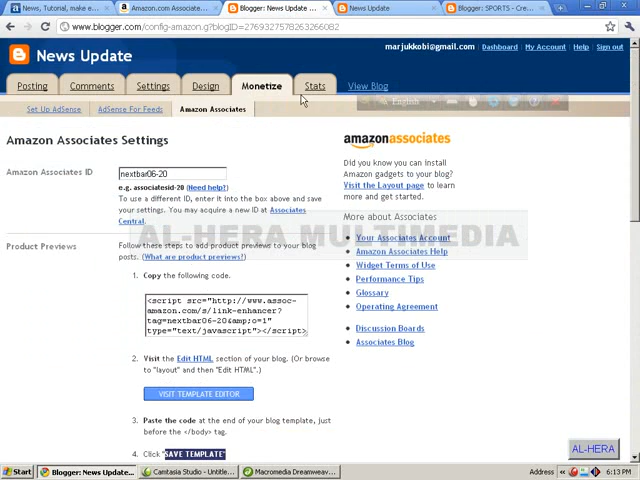 News, Tutorial, make e...
Amazon.com Associate...
Blogger: News Update ...
News Update
Blogger: SPORTS - Cre...
www.blogger.com/config-amazon.g?blogID=2769327578263266082
marjukkobi@gmail.com Dashboard My Account Help Sign out
News Update
Posting Comments Settings Design Monetize Stats View Blog
English
Set Up AdSense AdSense For Feeds Amazon Associates
Amazon Associates Settings
Amazon Associates ID
nextbar06-20
e.g. associatesid-20 (Need help?)
To use a different ID, enter it into the box above and save
your settings. You may acquire a new ID at Associates
Central.
Product Previews
Follow these steps to add product previews to your blog
posts. (What are product previews?)
1. Copy the following code.
<script src="http://www.assoc-
amazon.com/s/link-enhancer?
tag=nextbar06-20&amp;o=1"
type="text/javascript"></script>
2. Visit the Edit HTML section of your blog. (Or browse
to "layout" and then "Edit HTML".)
VISIT TEMPLATE EDITOR
3. Paste the code at the end of your blog template, just
before the </body> tag.
4. Click "SAVE TEMPLATE"
amazonassociates
Did you know you can install
Amazon gadgets to your blog?
Visit the Layout page to learn
more and get started.
More about Associates
Your Associates Account
Amazon Associates Help
Widget Terms of Use
Performance Tips
Glossary
Operating Agreement
Discussion Boards
Associates Blog
AL-HERA MULTIMEDIA
AL-HERA
Start
Blogger: News Update...
Camtasia Studio - Untitle...
Macromedia Dreamweav...
Address
6:13 PM